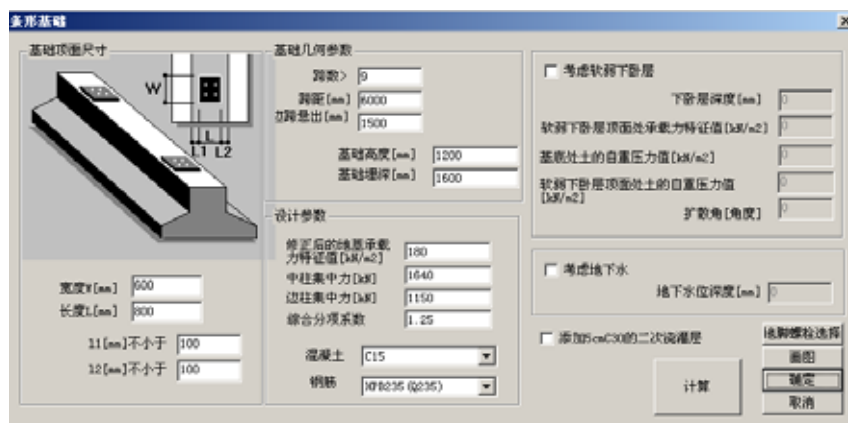 条形基础
基础顶面尺寸
W
L
L1 L2
宽度W[mm] 600
长度L[mm] 800
l1[mm]不小于 100
l2[mm]不小于 100
基础几何参数
跨数> 9
跨距[mm] 6000
边跨悬出[mm] 1500
基础高度[mm] 1200
基础埋深[mm] 1600
设计参数
修正后的地基承载
力特征值[kN/m2] 180
中柱集中力[kN] 1640
边柱集中力[kN] 1150
综合分项系数 1.25
混凝土 C15
钢筋 HPB235(Q235)
考虑软弱下卧层
下卧层深度[mm] 0
软弱下卧层顶面处承载力特征值[kN/m2] 0
基底处土的自重压力值[kN/m2] 0
软弱下卧层顶面处土的自重压力值
[kN/m2] 0
扩散角[角度] 0
考虑地下水
地下水位深度[mm] 0
添加5cmC30的二次浇灌层
计算
地脚螺栓选择
画图
确定
取消